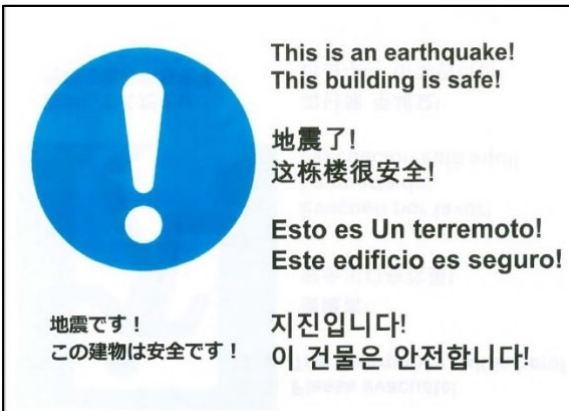 This is an earthquake!
This building is safe!
地震了!
这栋楼很安全!
Esto es Un terremoto!
Este edificio es seguro!
지진입니다!
이 건물은 안전합니다!
地震です！
この建物は安全です！